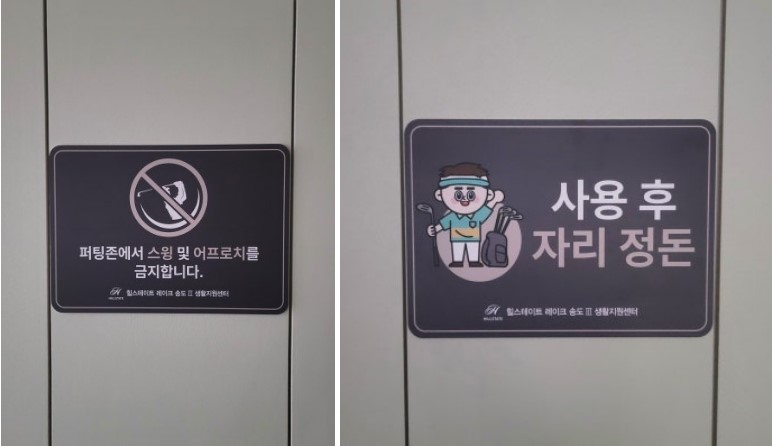 퍼팅존에서 스윙 및 어프로치를
금지합니다.
HILLSTATE 힐스테이트 레이크 송도 Ⅲ 생활지원센터
사용 후
자리 정돈
HILLSTATE 힐스테이트 레이크 송도 Ⅲ 생활지원센터